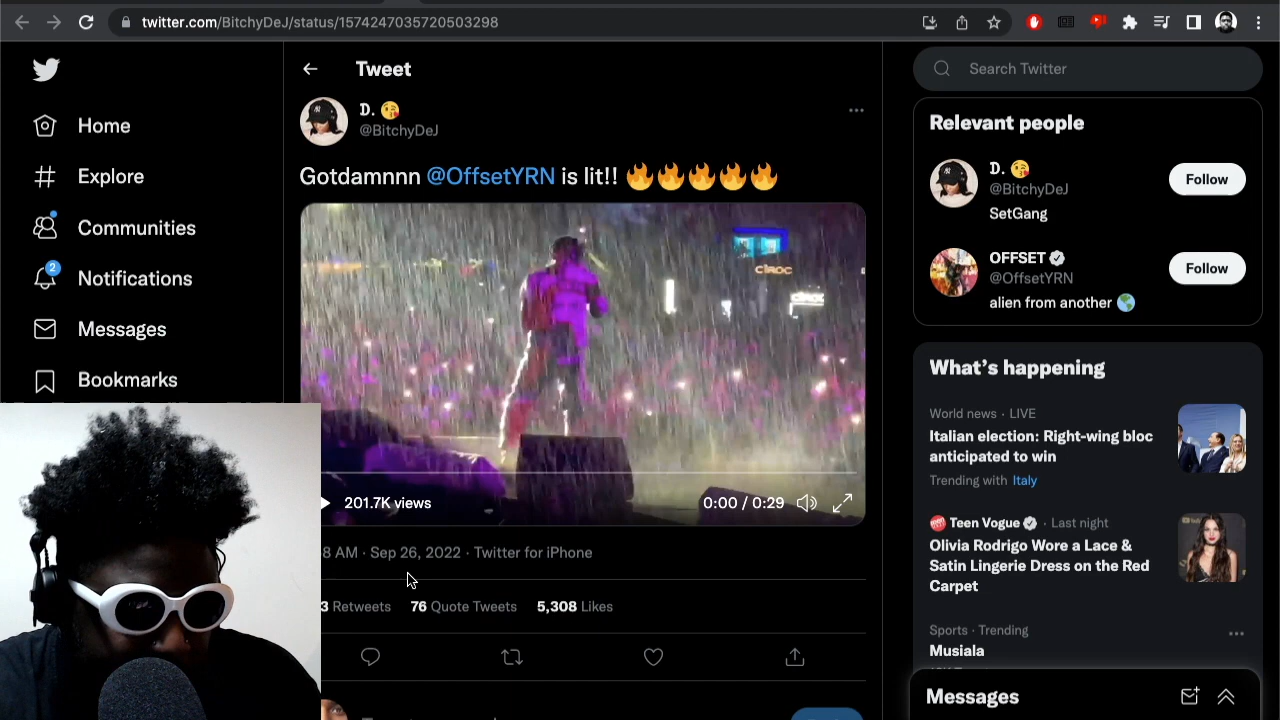 twitter.com/BitchyDeJ/status/1574247035720503298
Tweet
Search Twitter
Home
Explore
Communities
2
Notifications
Messages
Bookmarks
D. 😘
@BitchyDeJ
Gotdamnnn @OffsetYRN is lit!! 🔥🔥🔥🔥🔥
CIROC
201.7K views
0:00 / 0:29
8 AM · Sep 26, 2022 · Twitter for iPhone
3 Retweets 76 Quote Tweets 5,308 Likes
Relevant people
D. 😘
@BitchyDeJ
Follow
SetGang
OFFSET
@OffsetYRN
Follow
alien from another 🌎
What's happening
World news · LIVE
Italian election: Right-wing bloc
anticipated to win
Trending with Italy
Teen Vogue · Last night
Olivia Rodrigo Wore a Lace &
Satin Lingerie Dress on the Red
Carpet
Sports · Trending
Musiala
Messages